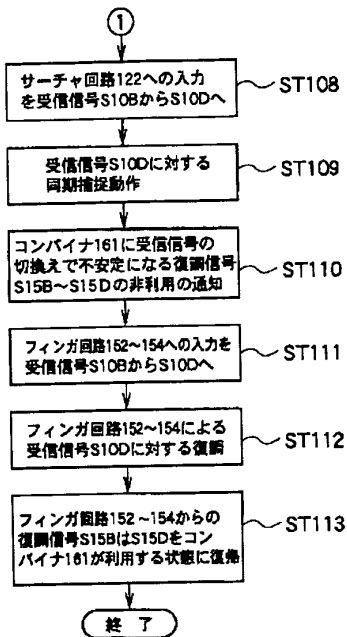 1
サーチャ回路122への入力
を受信信号S10BからS10Dへ
ST108
受信信号S10Dに対する
同期捕捉動作
ST109
コンバイナ161に受信信号の
切換えで不安定になる復調信号
S15B～S15Dの非利用の通知
ST110
フィンガ回路152～154への入力を
受信信号S10BからS10Dへ
ST111
フィンガ回路152～154による
受信信号S10Dに対する復調
ST112
フィンガ回路152～154からの
復調信号S15BはS15Dをコン
バイナ161が利用する状態に復帰
ST113
終了